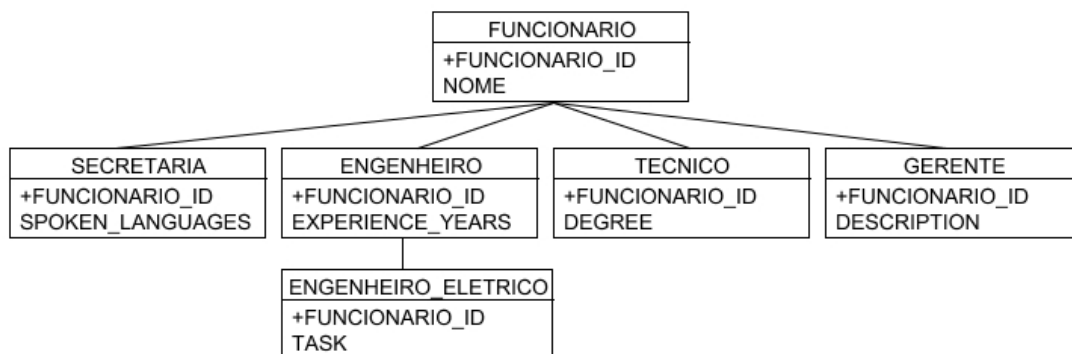 FUNCIONARIO
+FUNCIONARIO_ID
NOME
SECRETARIA
+FUNCIONARIO_ID
SPOKEN_LANGUAGES
ENGENHEIRO
+FUNCIONARIO_ID
EXPERIENCE_YEARS
TECNICO
+FUNCIONARIO_ID
DEGREE
GERENTE
+FUNCIONARIO_ID
DESCRIPTION
ENGENHEIRO_ELETRICO
+FUNCIONARIO_ID
TASK